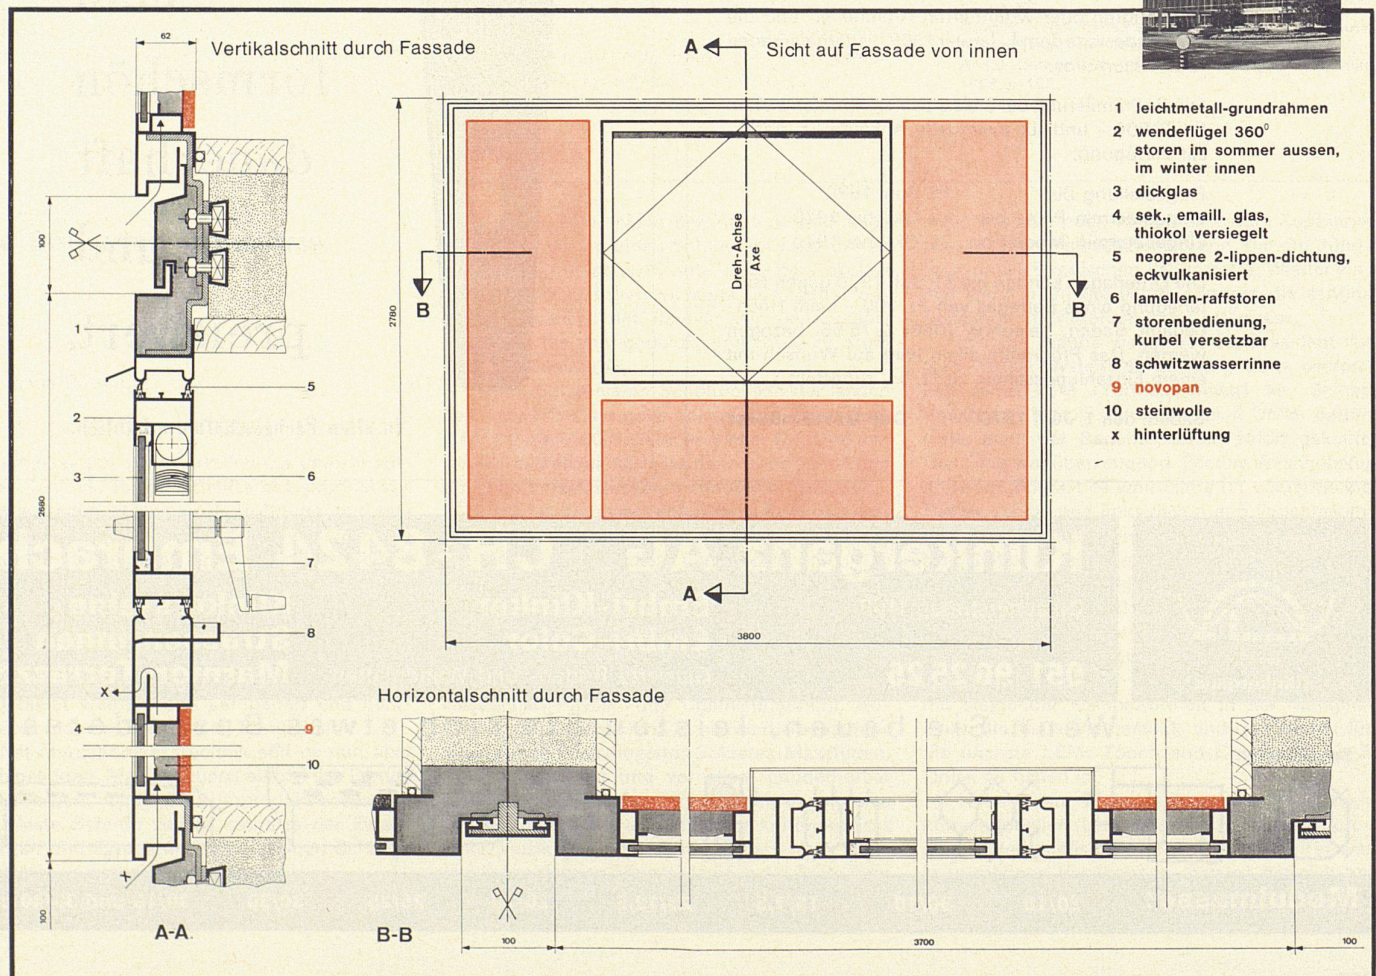 62
Vertikalschnitt durch Fassade
A
Sicht auf Fassade von innen
1 leichtmetall-grundrahmen
2 wendeflügel 360°
storen im sommer aussen,
im winter innen
3 dickglas
4 sek., emaill. glas,
thiokol versiegelt
5 neoprene 2-lippen-dichtung,
eckvulkanisiert
6 lamellen-raffstoren
7 storenbedienung,
kurbel versetzbar
8 schwitzwasserrinne
9 novopan
10 steinwolle
x hinterlüftung
100
Dreh-Achse
Axe
B
B
2780
1
5
2
3
6
2680
7
A
8
3800
x
Horizontalschnitt durch Fassade
4
9
10
x
100
A-A
B-B
100
3700
100